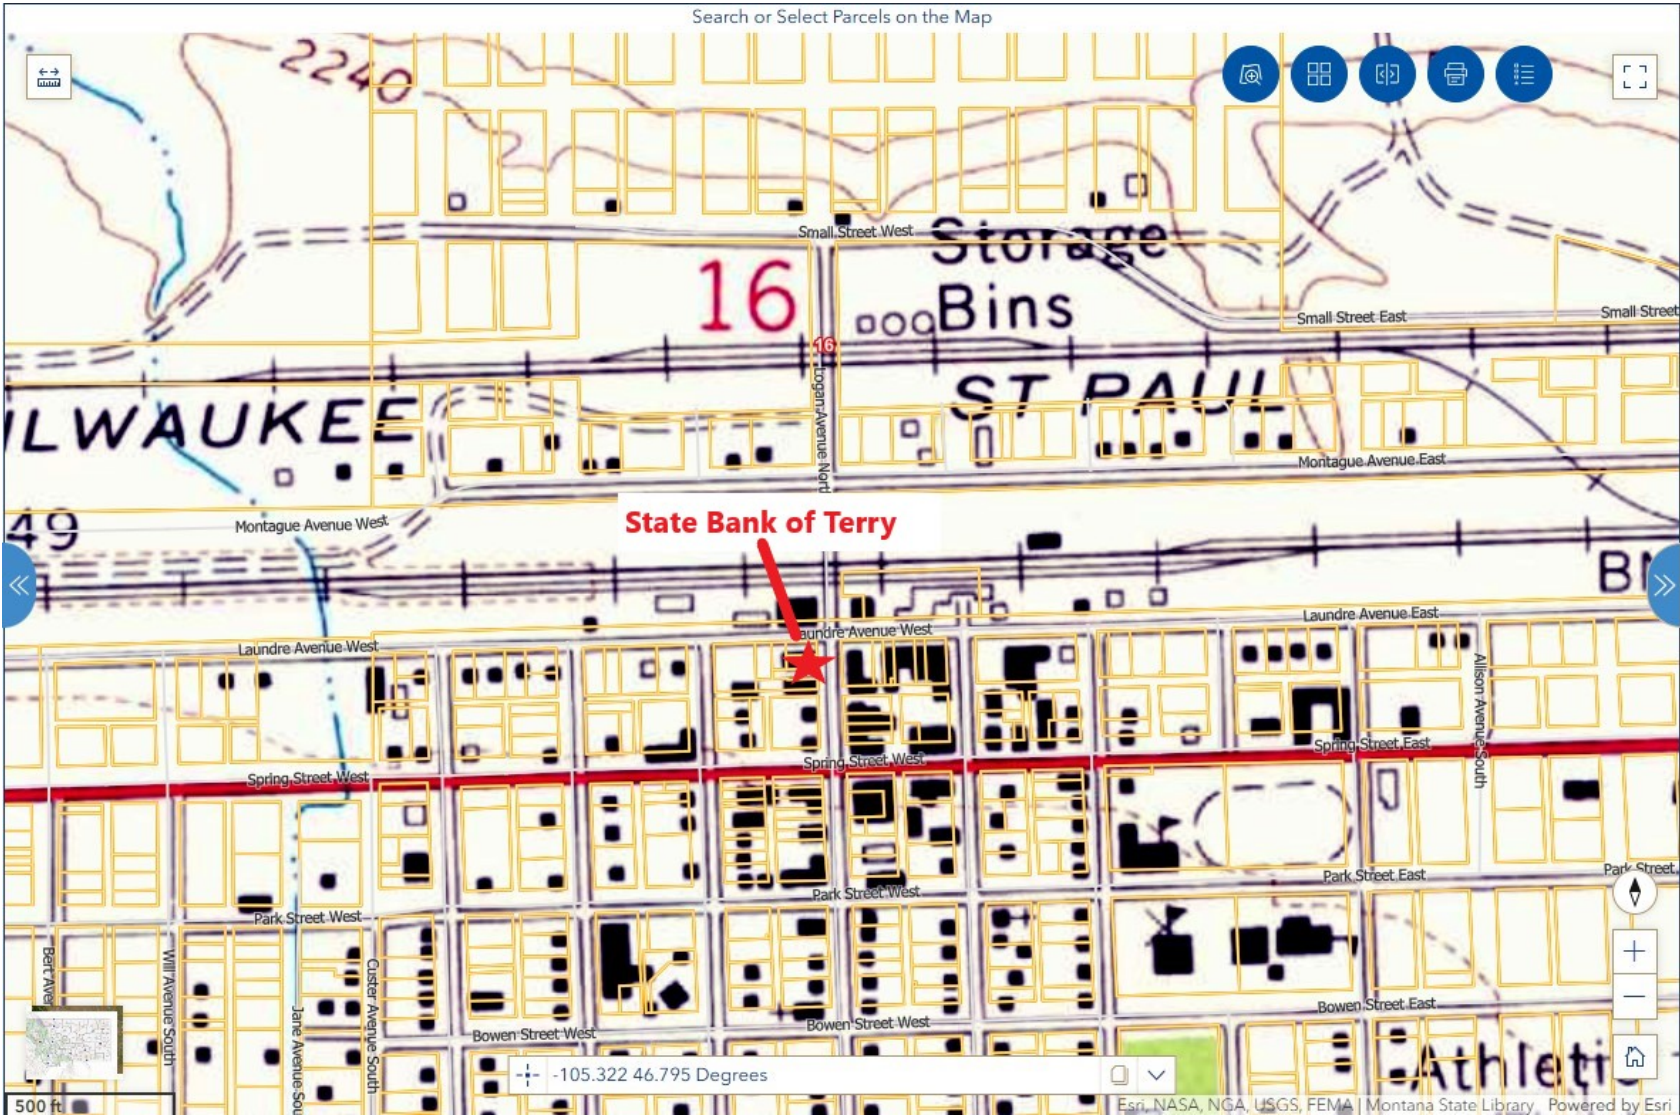 Search or Select Parcels on the Map
2240
Small Street West
Storage
Bins
16
16
Small Street East
Small Street
ILWAUKEE
ST PAUL
Logan Avenue North
Montague Avenue East
49
Montague Avenue West
State Bank of Terry
BN
Laundre Avenue East
Laundre Avenue West
aundre Avenue West
Allison Avenue South
Spring Street East
Spring Street West
Spring Street West
Park Street East
Park Street
Park Street West
Park Street West
Bert Aven
Will Avenue South
Custer Avenue South
Jane Avenue Sou
Bowen Street East
Bowen Street West
Bowen Street West
Athletic
-105.322 46.795 Degrees
500 ft
Esri, NASA, NGA, USGS, FEMA | Montana State Library Powered by Esri